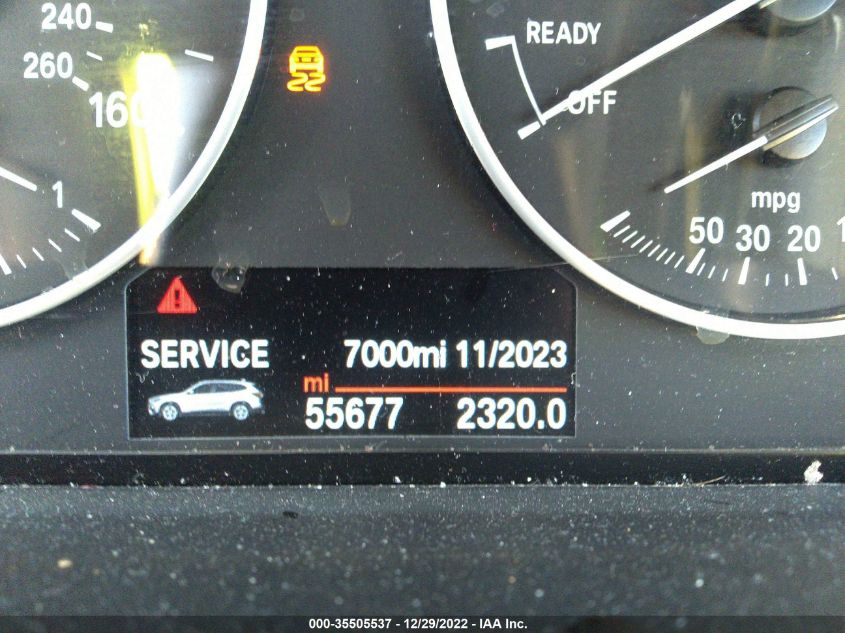 240
260
160
1
READY
OFF
mpg
50 30 20 1
SERVICE 7000mi 11/2023
mi
55677 2320.0
000-35505537 - 12/29/2022 - IAA Inc.